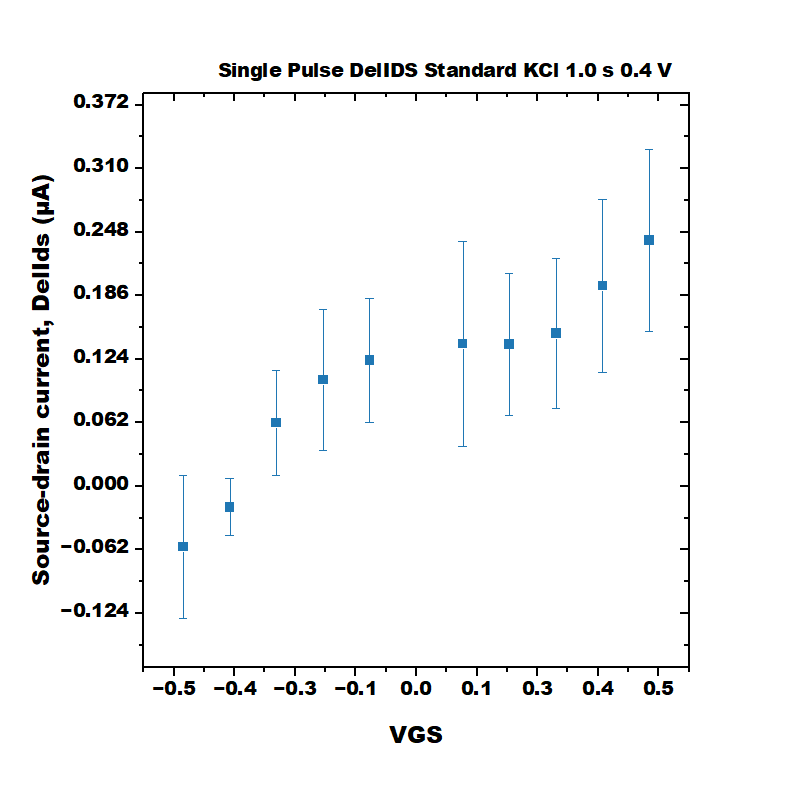 Single Pulse DelIDS Standard KCl 1.0 s 0.4 V
0.372
0.310
0.248
0.186
0.124
0.062
0.000
−0.062
−0.124
Source-drain current, DelIds (µA)
−0.5 −0.4 −0.3 −0.1 0.0 0.1 0.3 0.4 0.5
VGS